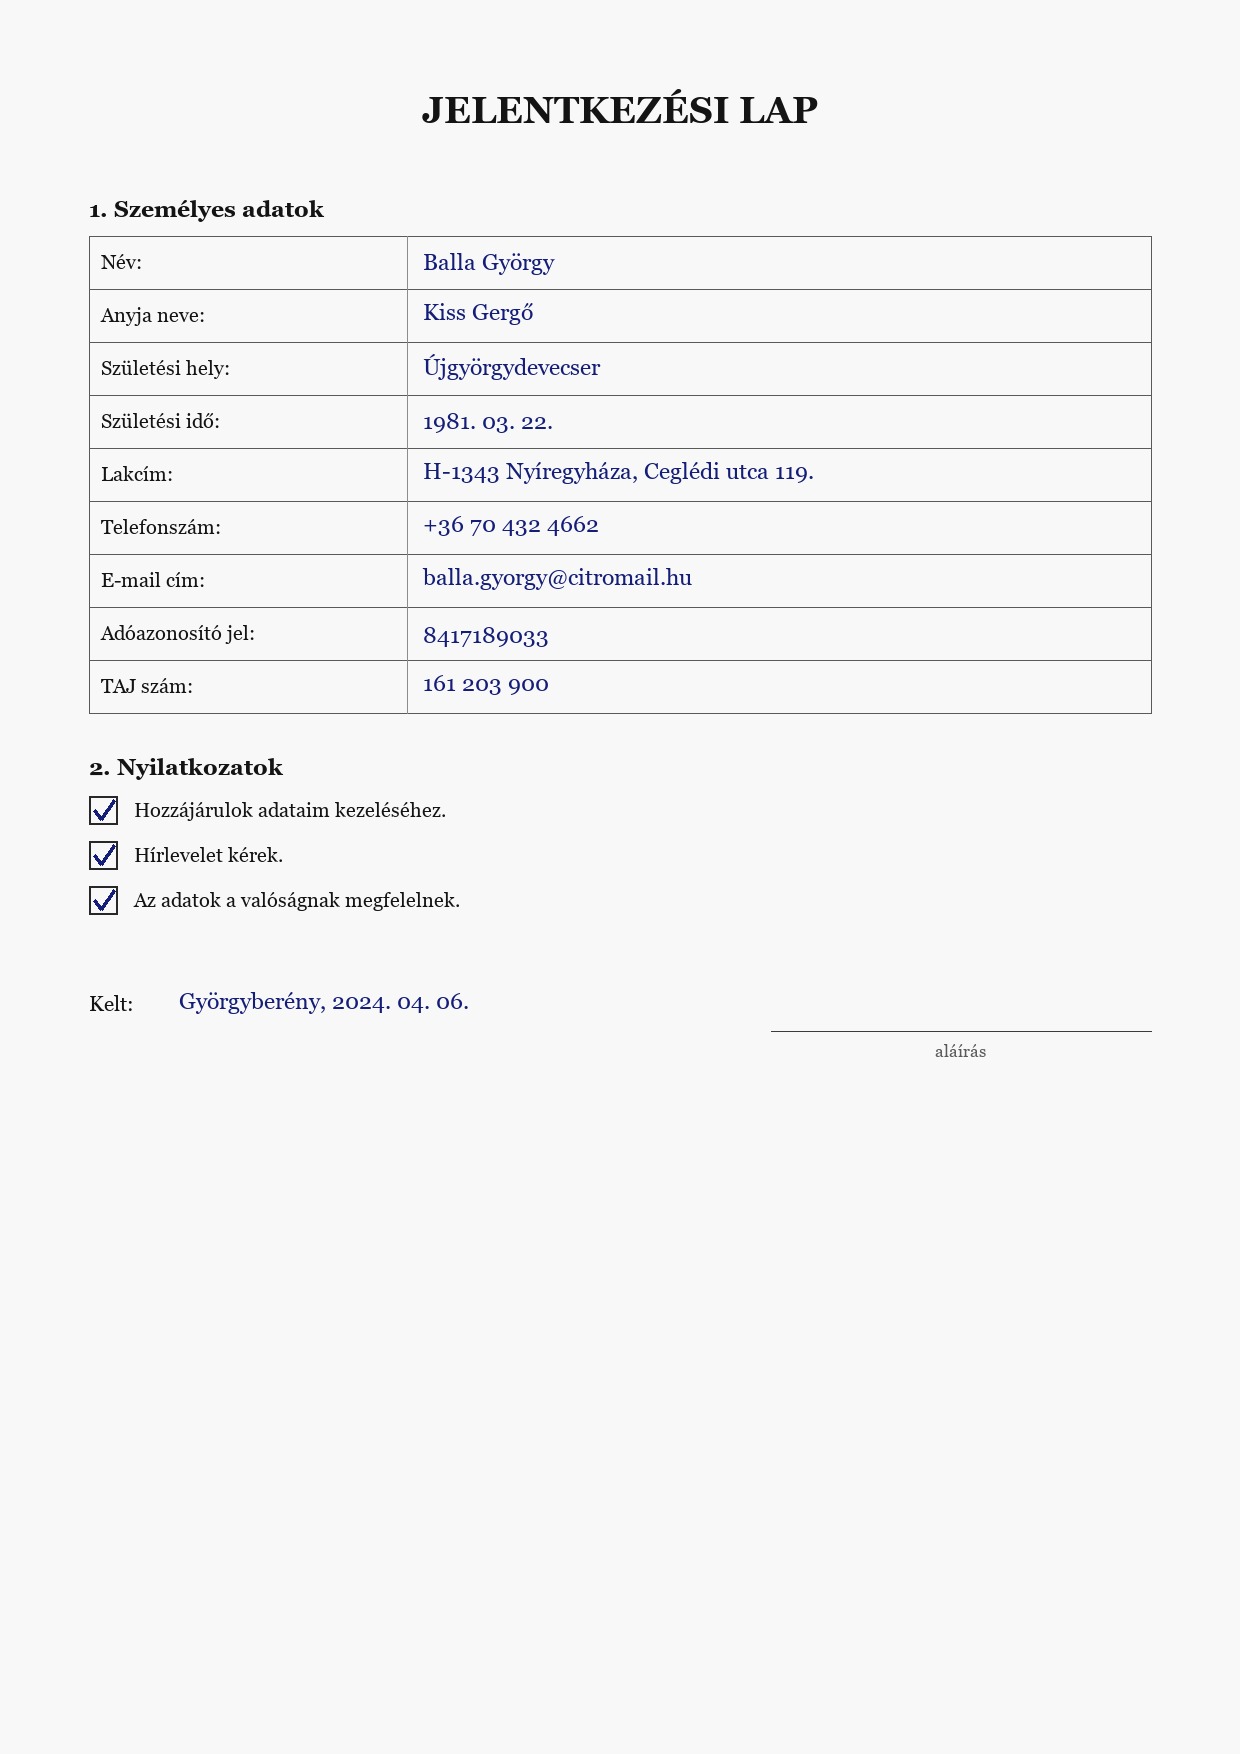 JELENTKEZÉSI LAP
1. Személyes adatok
Név: Balla György
Anyja neve: Kiss Gergő
Születési hely: Újgyörgydevecser
Születési idő: 1981. 03. 22.
Lakcím: H-1343 Nyíregyháza, Ceglédi utca 119.
Telefonszám: +36 70 432 4662
E-mail cím: balla.gyorgy@citromail.hu
Adóazonosító jel: 8417189033
TAJ szám: 161 203 900
2. Nyilatkozatok
Hozzájárulok adataim kezeléséhez.
Hírlevelet kérek.
Az adatok a valóságnak megfelelnek.
Kelt: Györgyberény, 2024. 04. 06.
aláírás